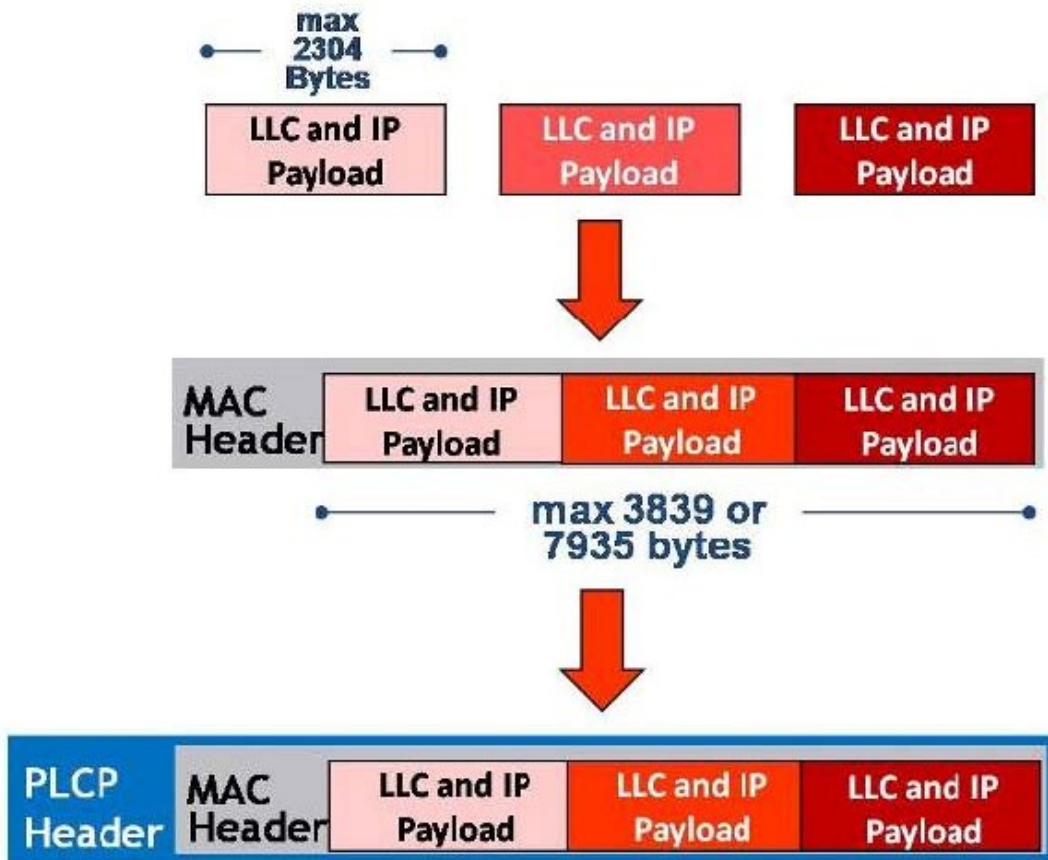 max
2304
Bytes
LLC and IP
Payload
LLC and IP
Payload
LLC and IP
Payload
MAC
Header
LLC and IP
Payload
LLC and IP
Payload
LLC and IP
Payload
max 3839 or
7935 bytes
PLCP
Header
MAC
Header
LLC and IP
Payload
LLC and IP
Payload
LLC and IP
Payload